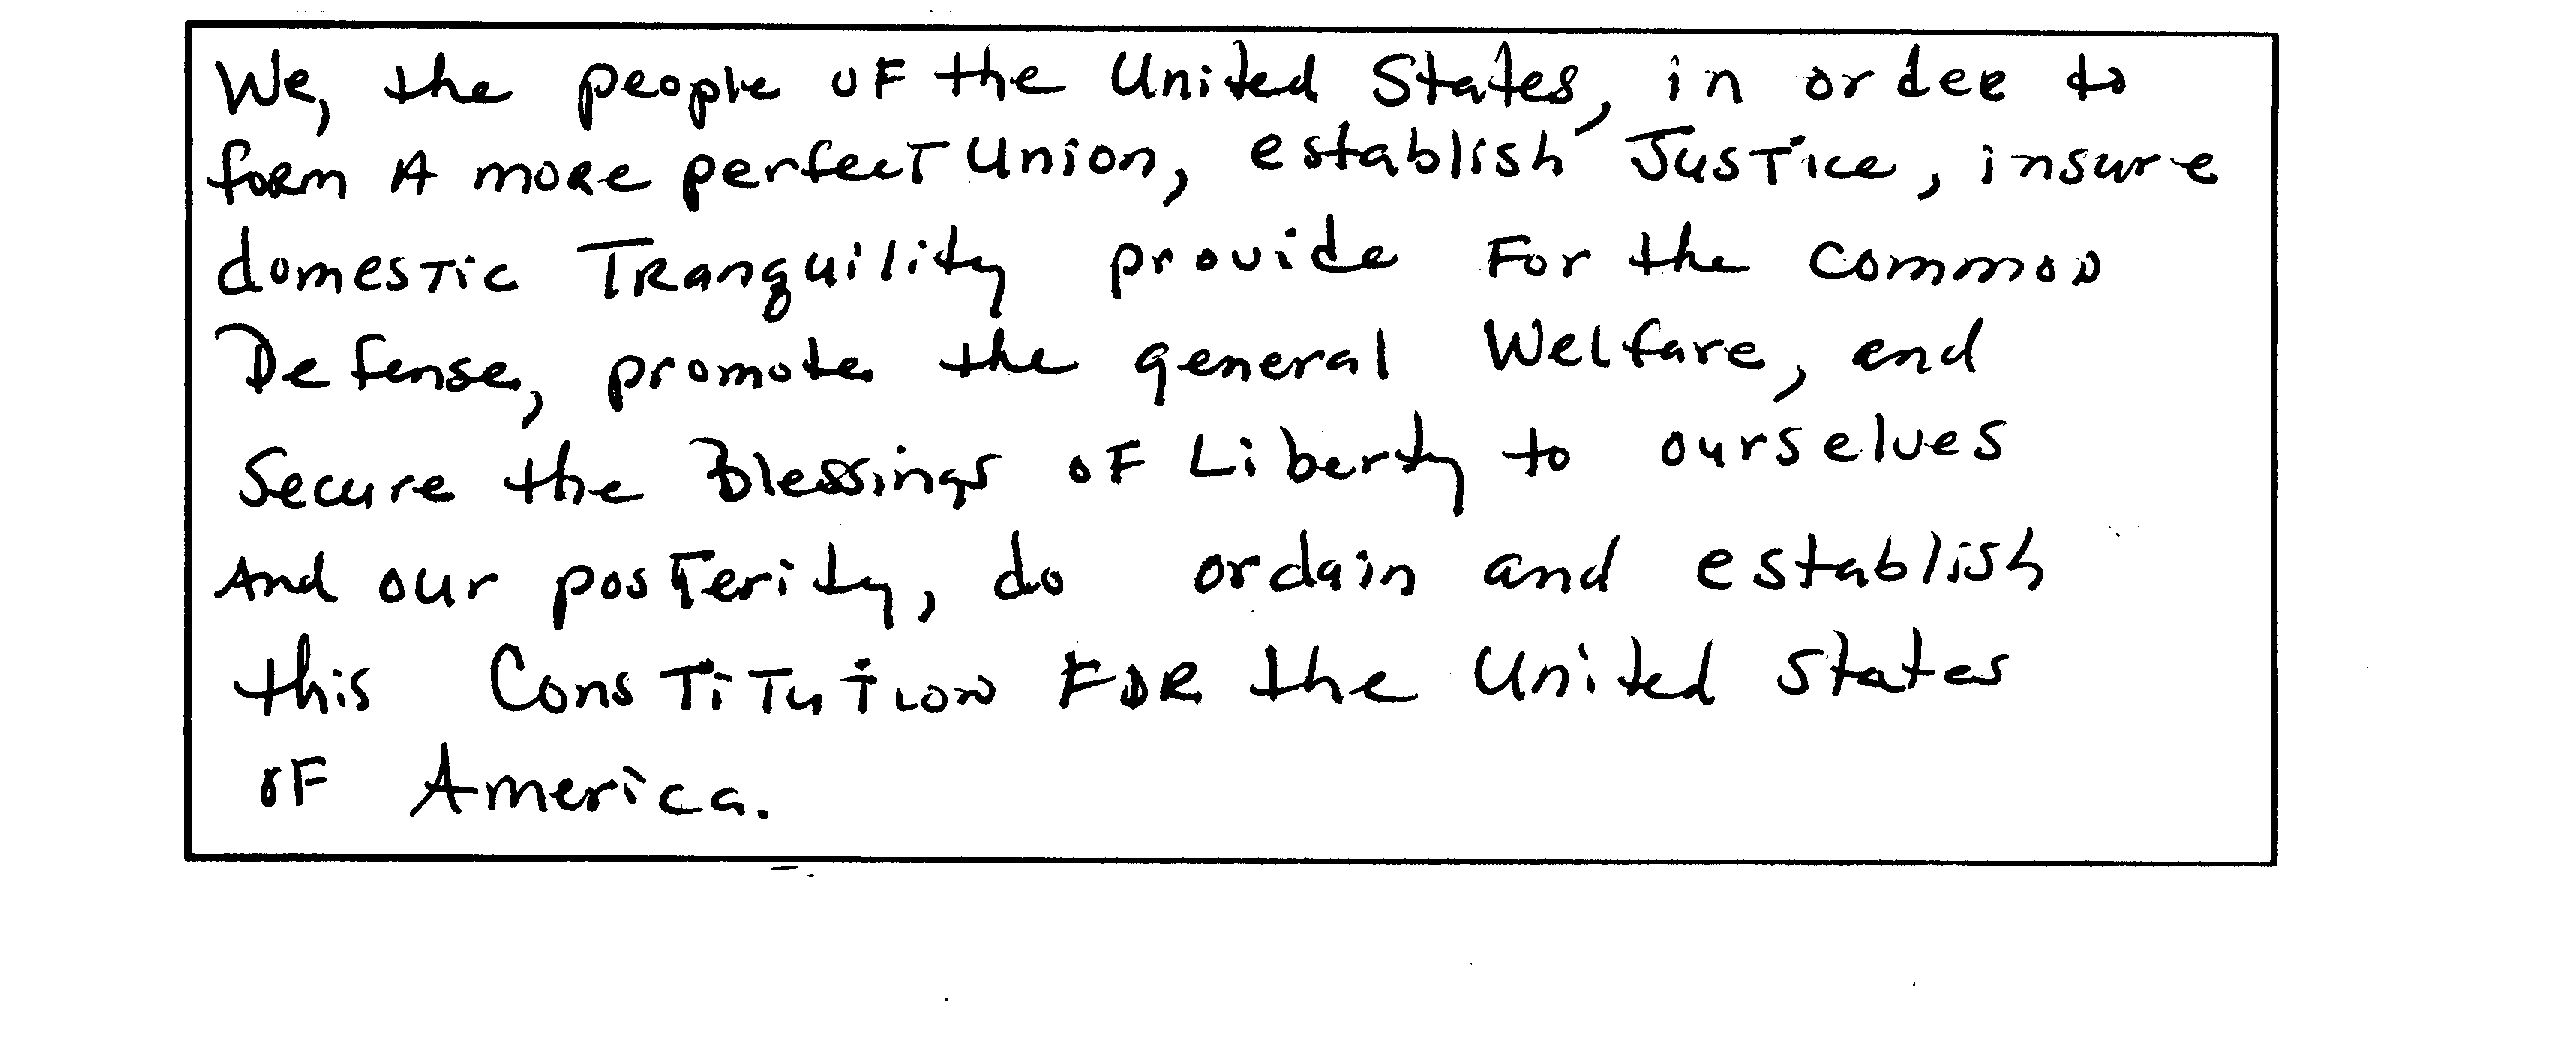 We, the people of the United States, in order to
form A more perfect Union, establish Justice, insure
domestic Tranquility provide For the common
Defense, promote the general Welfare, and
Secure the Blessings of Liberty to ourselves
And our posterity, do ordain and establish
this Constitution FOR the United States
of America.